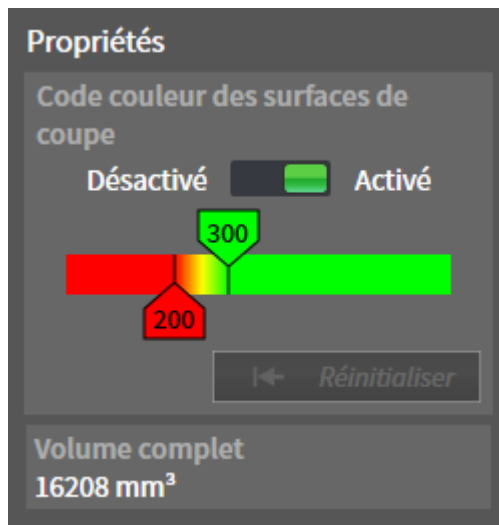 Propriétés
Code couleur des surfaces de
coupe
Désactivé Activé
300
200
Réinitialiser
Volume complet
16208 mm³